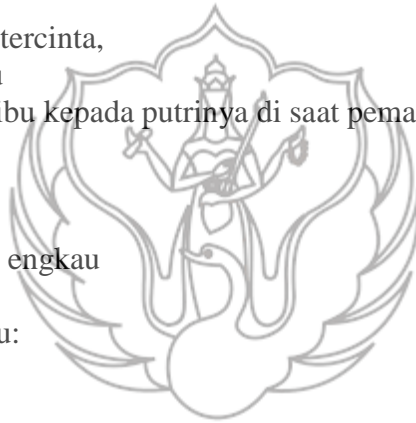 tercinta,
ibu kepada putrinya di saat pema
engkau
u: